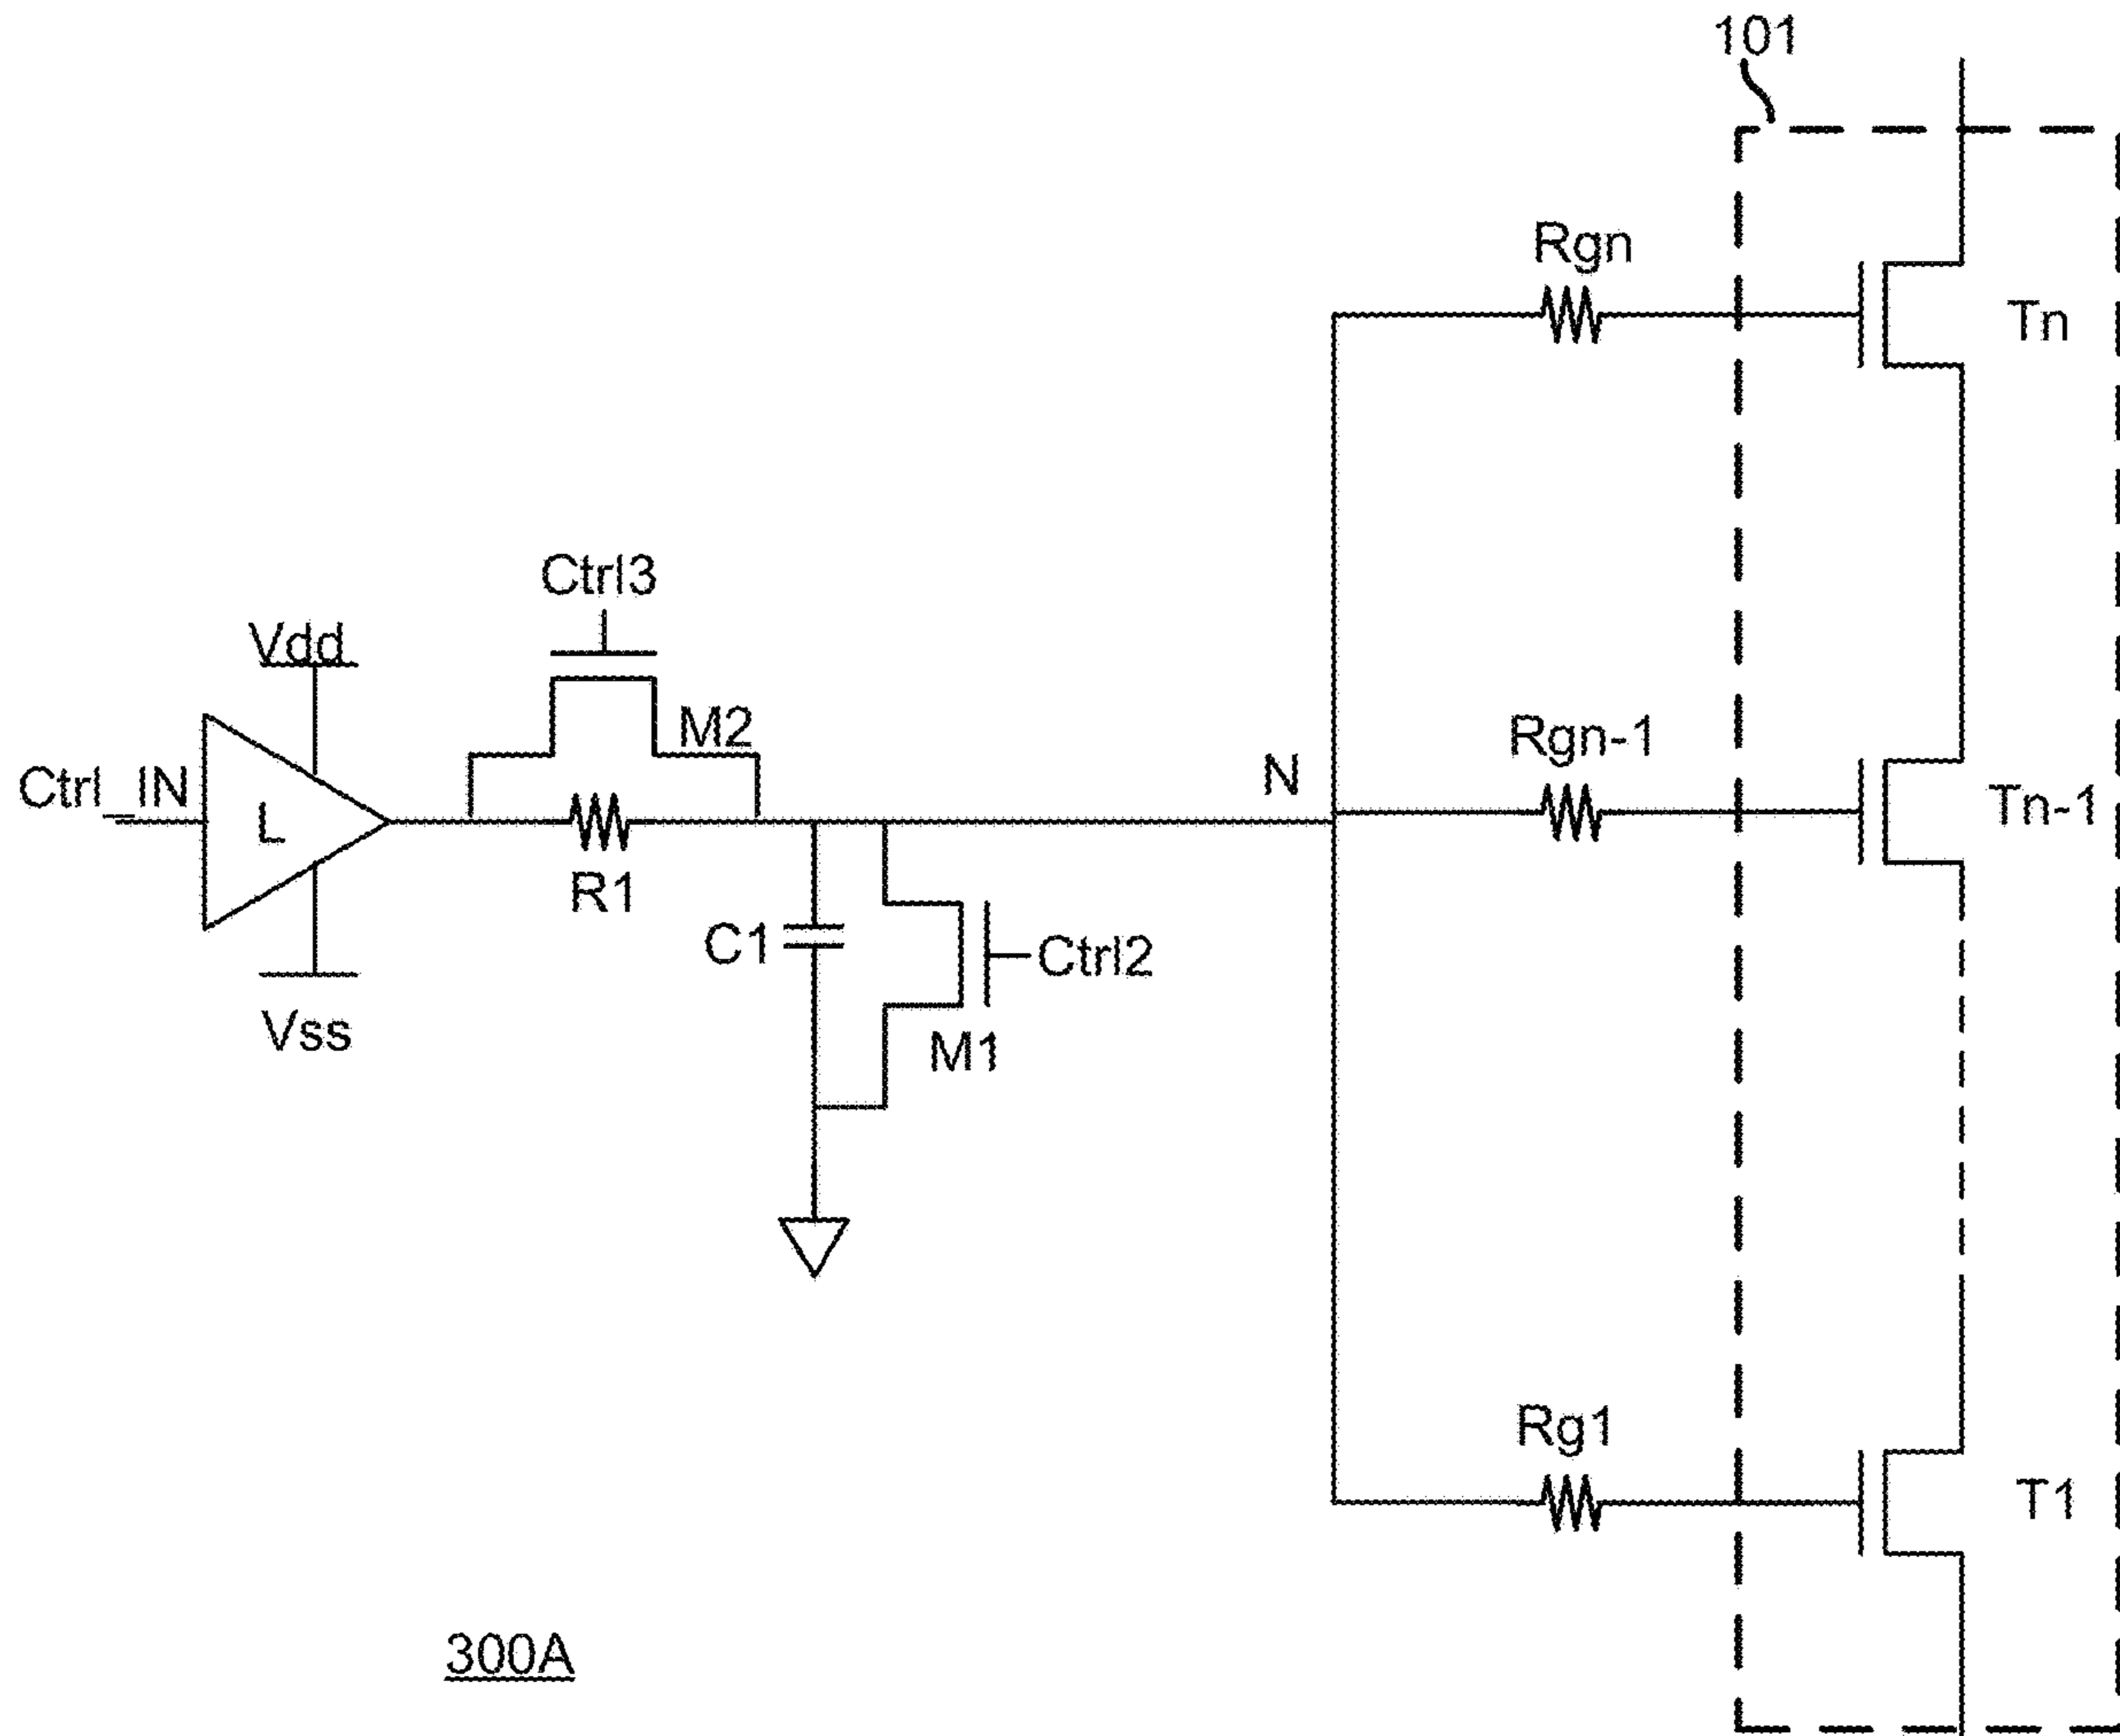 101
Rgn
Tn
Ctrl3
Vdd
M2
Rgn-1
N
Ctrl_IN
Tn-1
L
R1
C1
Ctrl2
Vss
M1
Rg1
T1
300A